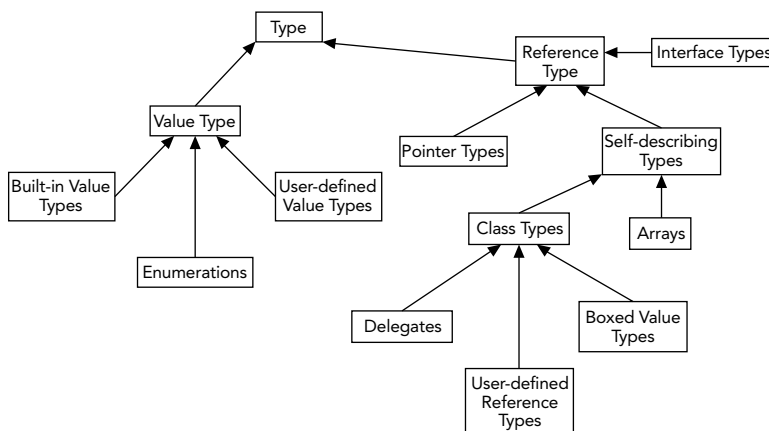 Type
Reference
Type
Interface Types
Value Type
Pointer Types
Self-describing
Types
Built-in Value
Types
User-defined
Value Types
Class Types
Arrays
Enumerations
Delegates
Boxed Value
Types
User-defined
Reference
Types